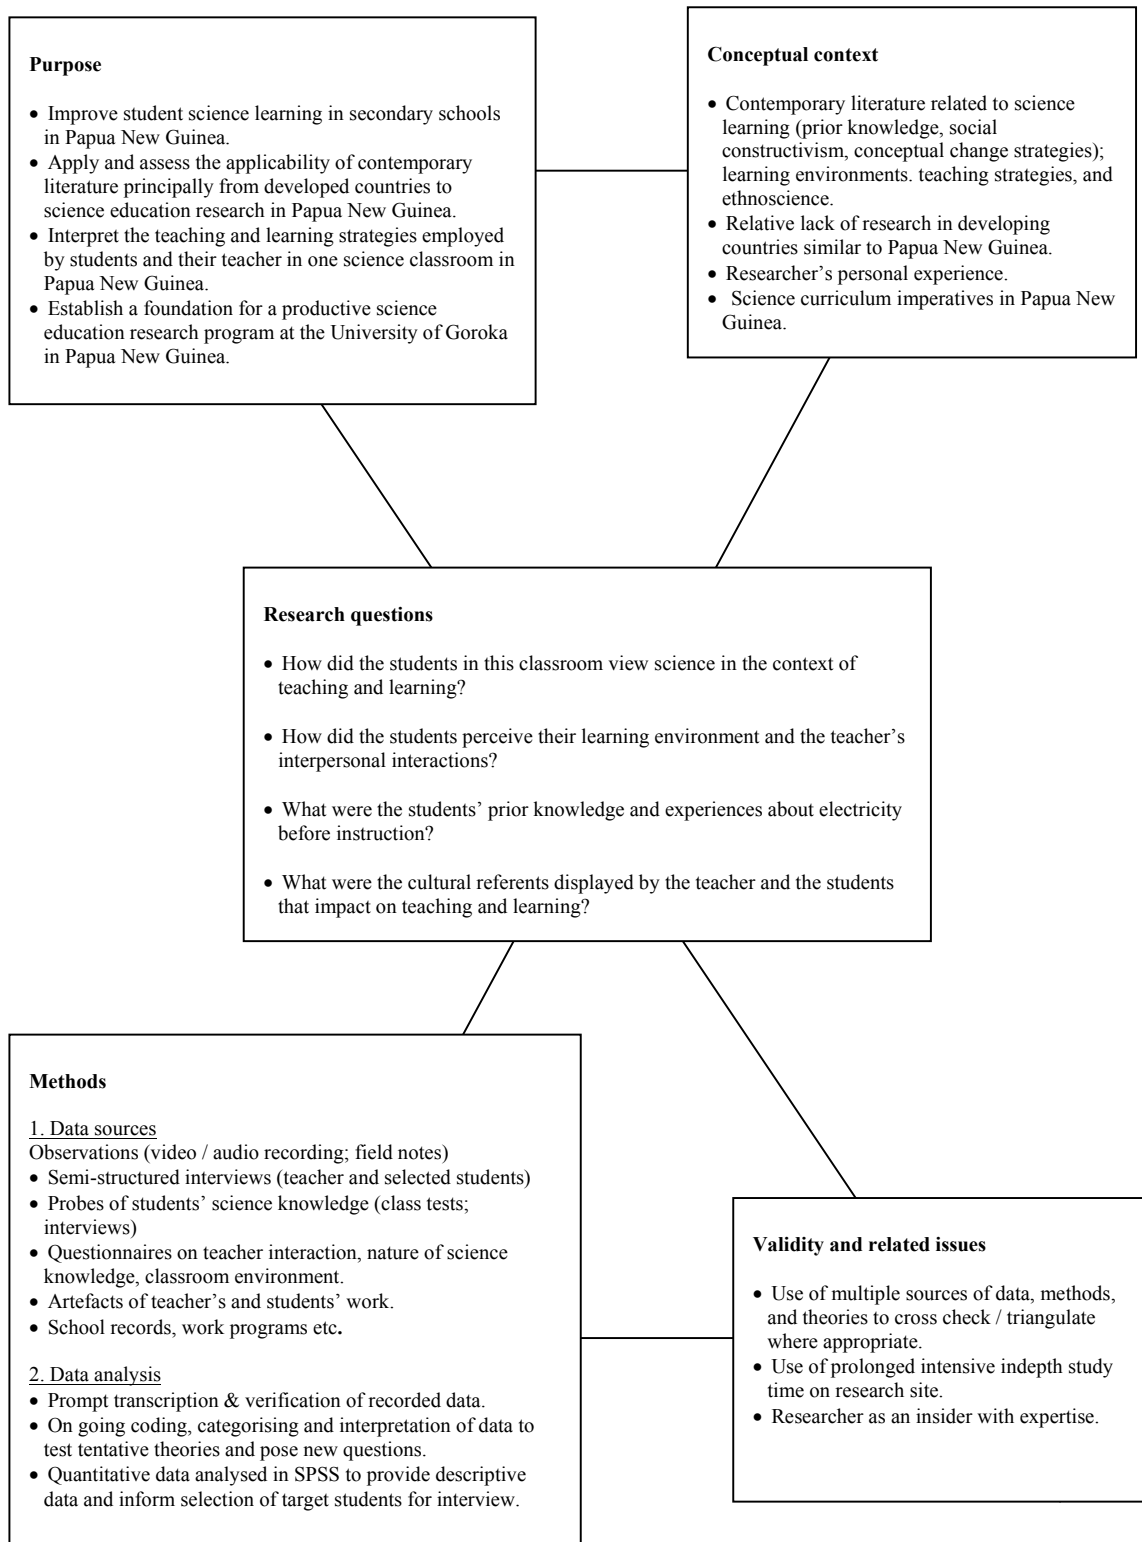 Purpose
• Improve student science learning in secondary schools
in Papua New Guinea.
• Apply and assess the applicability of contemporary
literature principally from developed countries to
science education research in Papua New Guinea.
• Interpret the teaching and learning strategies employed
by students and their teacher in one science classroom in
Papua New Guinea.
• Establish a foundation for a productive science
education research program at the University of Goroka
in Papua New Guinea.
Conceptual context
• Contemporary literature related to science
learning (prior knowledge, social
constructivism, conceptual change strategies);
learning environments. teaching strategies, and
ethnoscience.
• Relative lack of research in developing
countries similar to Papua New Guinea.
• Researcher's personal experience.
• Science curriculum imperatives in Papua New
Guinea.
Research questions
• How did the students in this classroom view science in the context of
teaching and learning?
• How did the students perceive their learning environment and the teacher's
interpersonal interactions?
• What were the students' prior knowledge and experiences about electricity
before instruction?
• What were the cultural referents displayed by the teacher and the students
that impact on teaching and learning?
Methods
1. Data sources
Observations (video / audio recording; field notes)
• Semi-structured interviews (teacher and selected students)
• Probes of students' science knowledge (class tests;
interviews)
• Questionnaires on teacher interaction, nature of science
knowledge, classroom environment.
• Artefacts of teacher's and students' work.
• School records, work programs etc.
2. Data analysis
• Prompt transcription & verification of recorded data.
• On going coding, categorising and interpretation of data to
test tentative theories and pose new questions.
• Quantitative data analysed in SPSS to provide descriptive
data and inform selection of target students for interview.
Validity and related issues
• Use of multiple sources of data, methods,
and theories to cross check / triangulate
where appropriate.
• Use of prolonged intensive indepth study
time on research site.
• Researcher as an insider with expertise.